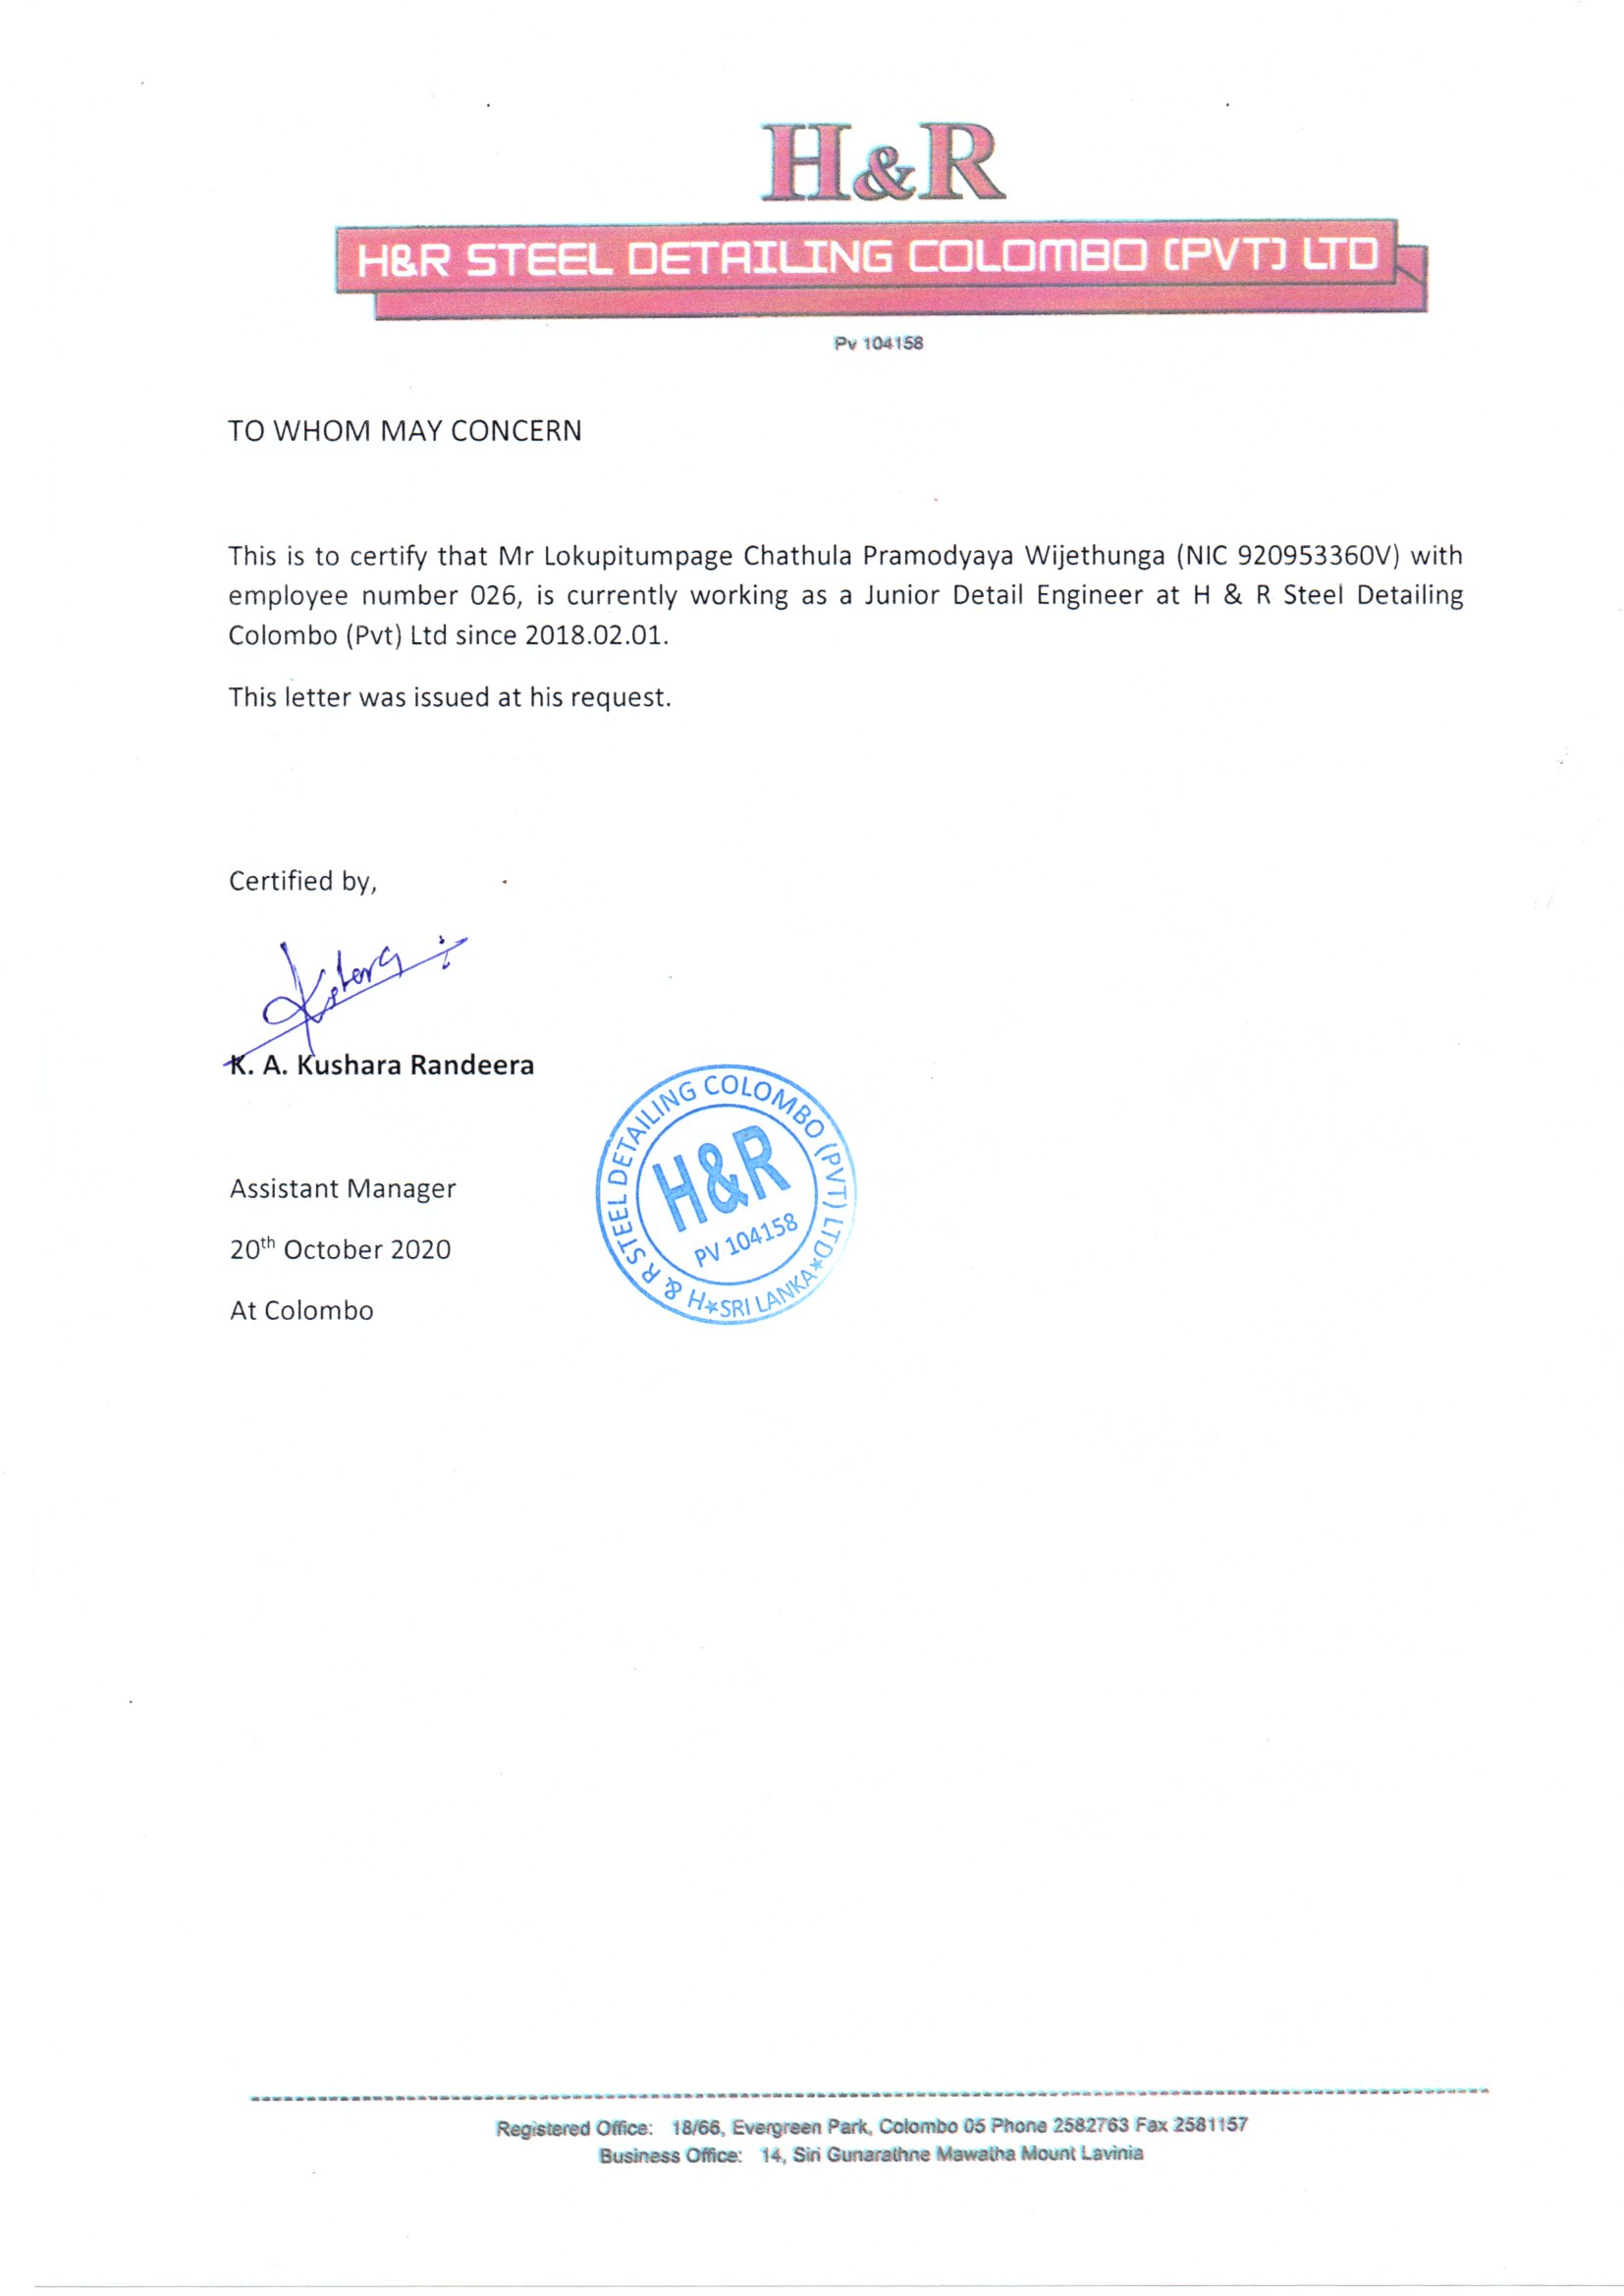 H&R
H&R STEEL DETAILING COLOMBO (PVT) LTD
Pv 104158
TO WHOM MAY CONCERN
This is to certify that Mr Lokupitumpage Chathula Pramodyaya Wijethunga (NIC 920953360V) with
employee number 026, is currently working as a Junior Detail Engineer at H & R Steel Detailing
Colombo (Pvt) Ltd since 2018.02.01.
This letter was issued at his request.
Certified by,
K. A. Kushara Randeera
H & R STEEL DETAILING COLOMBO (PVT) LTD
H&R
PV 104158
★SRI LANKA★
Assistant Manager
20th October 2020
At Colombo
Registered Office: 18/66, Evergreen Park, Colombo 05 Phone 2582763 Fax 2581157
Business Office: 14, Siri Gunarathne Mawatha Mount Lavinia